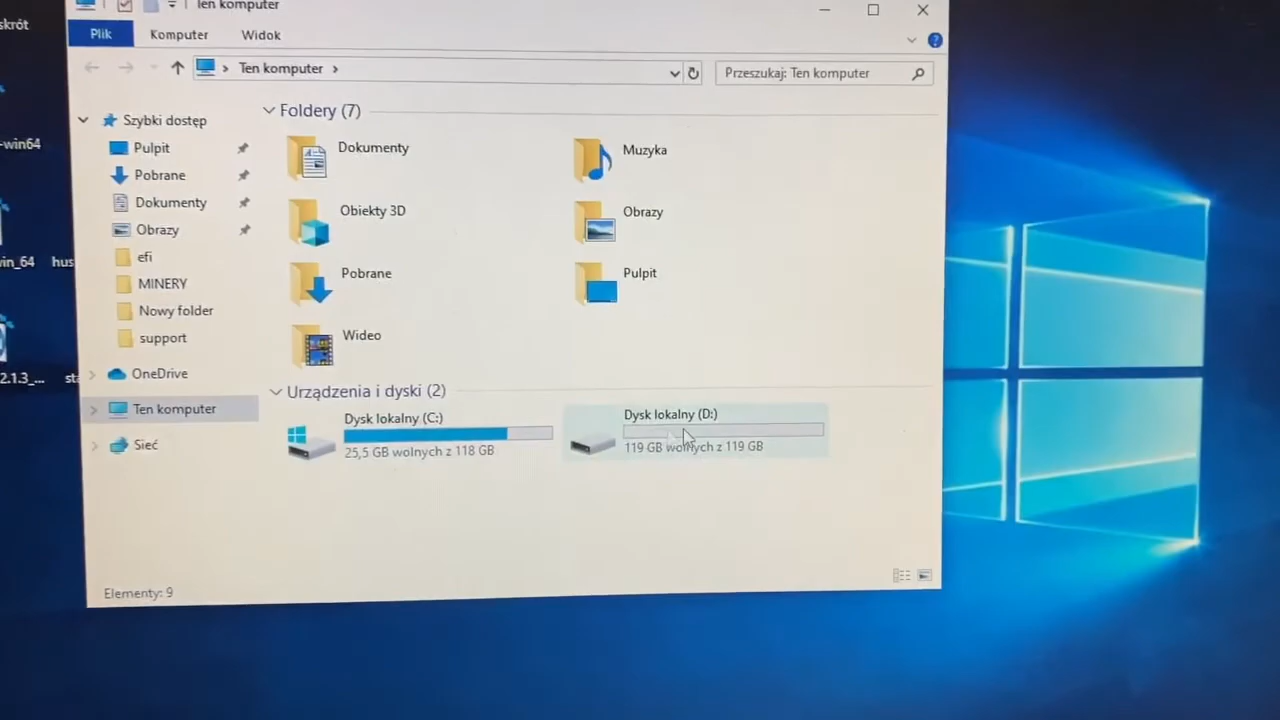 skrót
Ten komputer
Plik
Komputer
Widok
Ten komputer
Przeszukaj: Ten komputer
Szybki dostęp
Pulpit
Pobrane
Dokumenty
Obrazy
efi
MINERY
Nowy folder
support
OneDrive
Ten komputer
Sieć
Foldery (7)
Dokumenty
Muzyka
Obiekty 3D
Obrazy
Pobrane
Pulpit
Wideo
Urządzenia i dyski (2)
Dysk lokalny (C:)
25,5 GB wolnych z 118 GB
Dysk lokalny (D:)
119 GB wolnych z 119 GB
Elementy: 9
-win64
in_64
hus
2.1.3_...